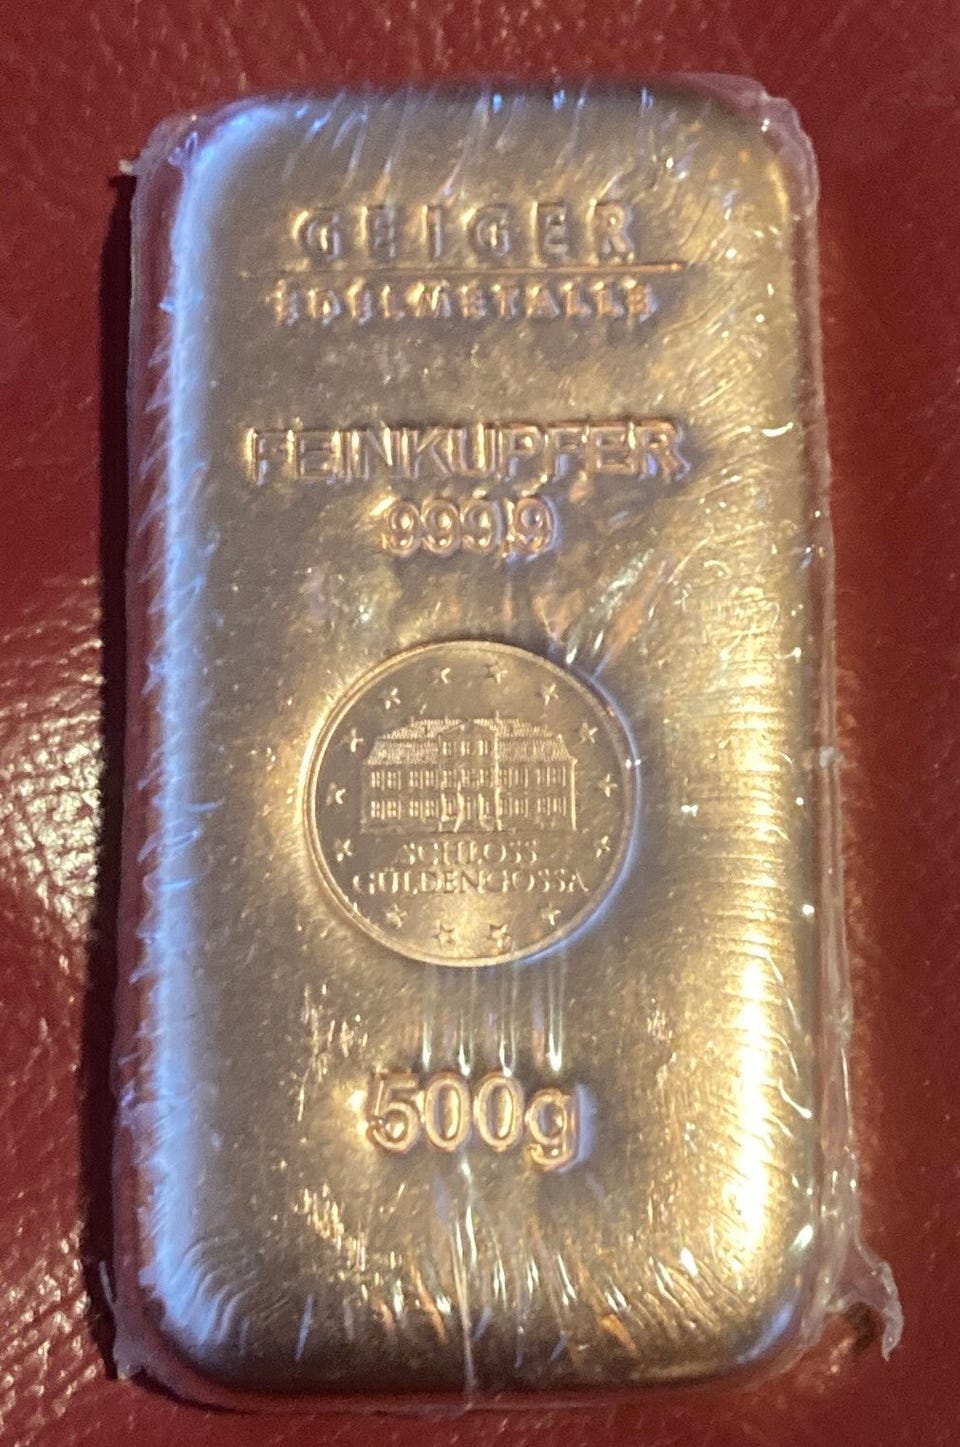 GEIGER
EDELMETALLE
FEINKUPFER
999,9
SCHLOSS
GÜLDENGOSSA
500g